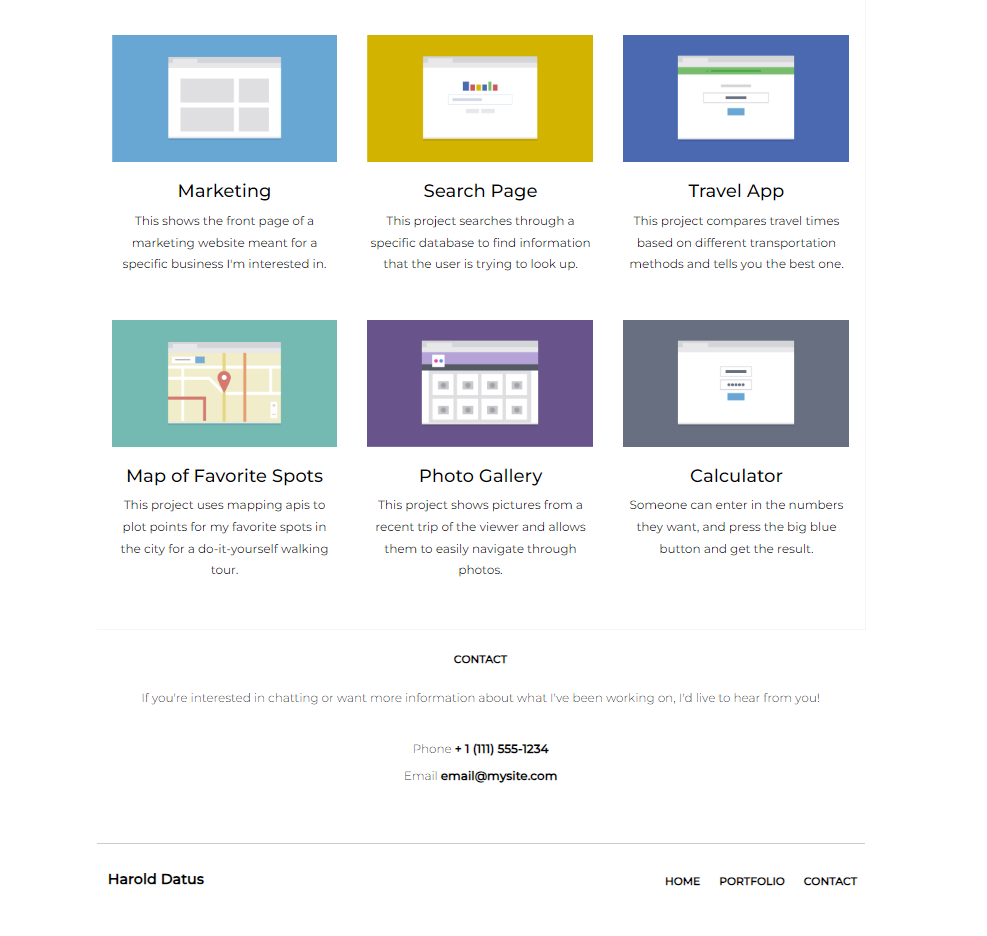 Marketing
This shows the front page of a
marketing website meant for a
specific business I'm interested in.
Search Page
This project searches through a
specific database to find information
that the user is trying to look up.
Travel App
This project compares travel times
based on different transportation
methods and tells you the best one.
Map of Favorite Spots
This project uses mapping apis to
plot points for my favorite spots in
the city for a do-it-yourself walking
tour.
Photo Gallery
This project shows pictures from a
recent trip of the viewer and allows
them to easily navigate through
photos.
Calculator
Someone can enter in the numbers
they want, and press the big blue
button and get the result.
CONTACT
If you're interested in chatting or want more information about what I've been working on, I'd live to hear from you!
Phone + 1 (111) 555-1234
Email email@mysite.com
Harold Datus
HOME PORTFOLIO CONTACT